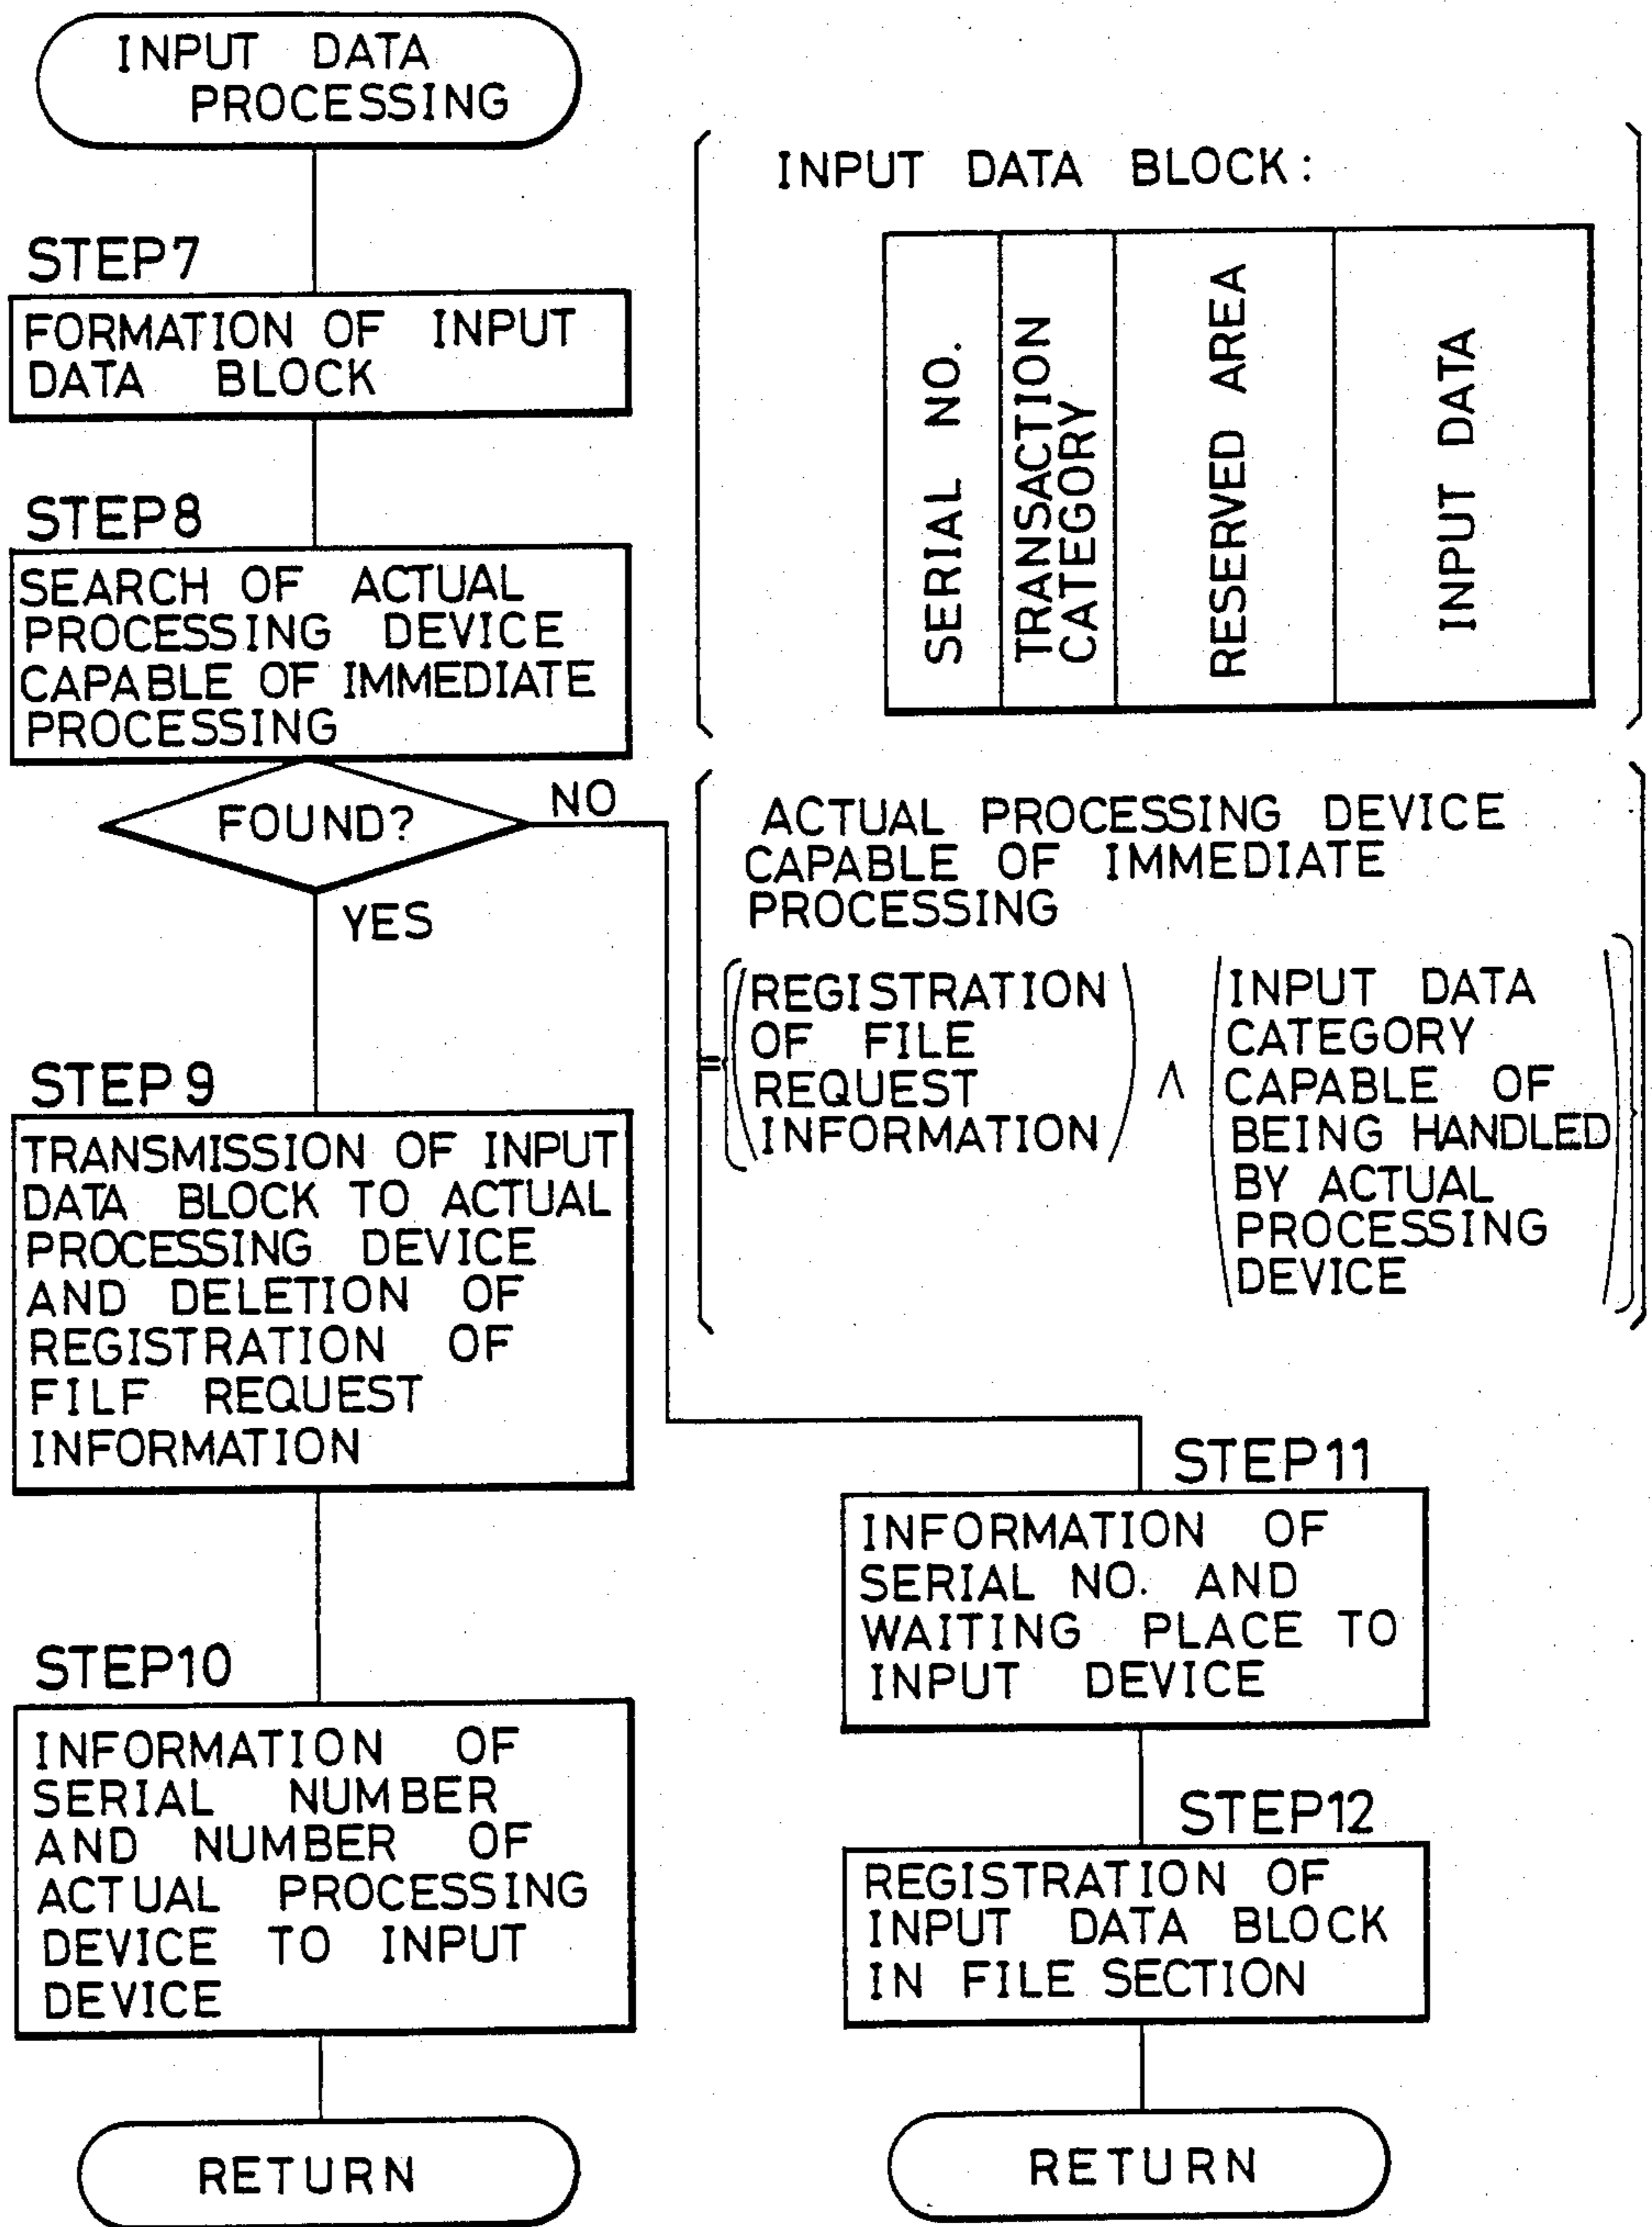 INPUT DATA
PROCESSING
STEP7
FORMATION OF INPUT
DATA BLOCK
STEP8
SEARCH OF ACTUAL
PROCESSING DEVICE
CAPABLE OF IMMEDIATE
PROCESSING
FOUND?
NO
YES
STEP 9
TRANSMISSION OF INPUT
DATA BLOCK TO ACTUAL
PROCESSING DEVICE
AND DELETION OF
REGISTRATION OF
FILF REQUEST
INFORMATION
STEP10
INFORMATION OF
SERIAL NUMBER
AND NUMBER OF
ACTUAL PROCESSING
DEVICE TO INPUT
DEVICE
RETURN
INPUT DATA BLOCK:
SERIAL NO.
TRANSACTION
CATEGORY
RESERVED AREA
INPUT DATA
ACTUAL PROCESSING DEVICE
CAPABLE OF IMMEDIATE
PROCESSING
=
REGISTRATION
OF FILE
REQUEST
INFORMATION
∧
INPUT DATA
CATEGORY
CAPABLE OF
BEING HANDLED
BY ACTUAL
PROCESSING
DEVICE
STEP11
INFORMATION OF
SERIAL NO. AND
WAITING PLACE TO
INPUT DEVICE
STEP12
REGISTRATION OF
INPUT DATA BLOCK
IN FILE SECTION
RETURN